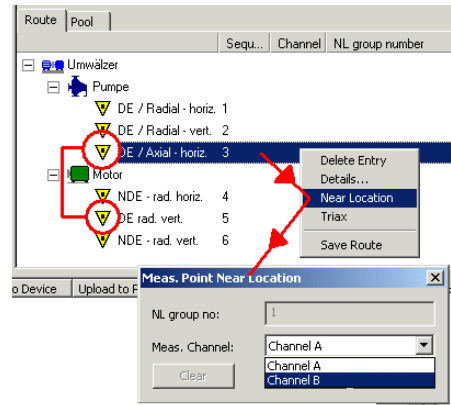 Route Pool
Sequ... Channel NL group number
Umwälzer
Pumpe
DE / Radial - horiz. 1
DE / Radial - vert. 2
DE / Axial - horiz. 3
Motor
NDE - rad. horiz. 4
DE rad. vert. 5
NDE - rad. vert. 6
Delete Entry
Details...
Near Location
Triax
Save Route
o Device Upload to
Meas. Point Near Location
NL group no: 1
Meas. Channel: Channel A
Channel A
Channel B
Clear